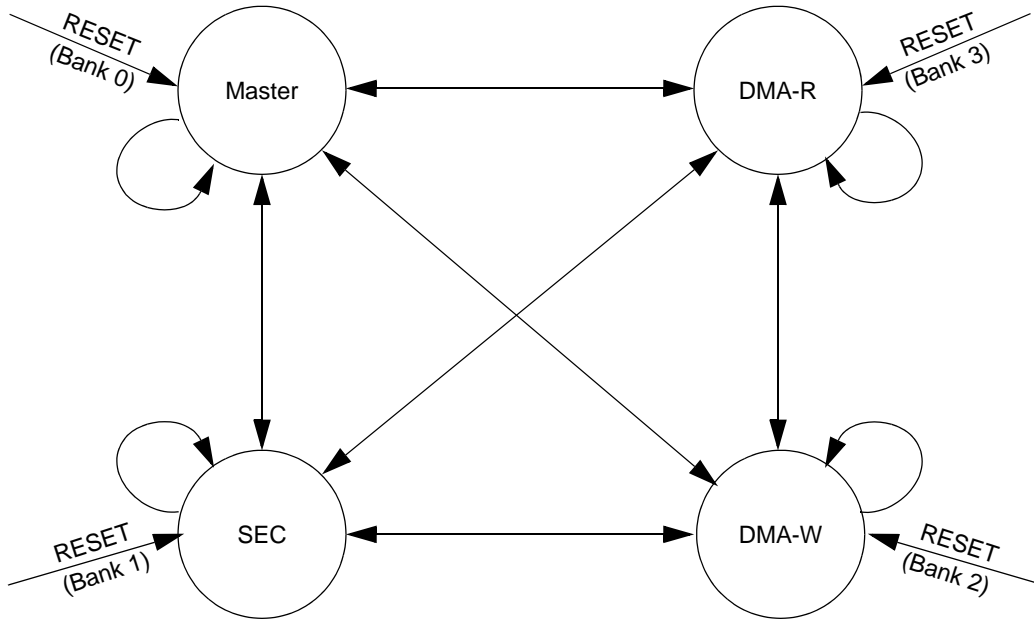 RESET
(Bank 0)
Master
DMA-R
RESET
(Bank 3)
RESET
(Bank 1)
SEC
DMA-W
RESET
(Bank 2)